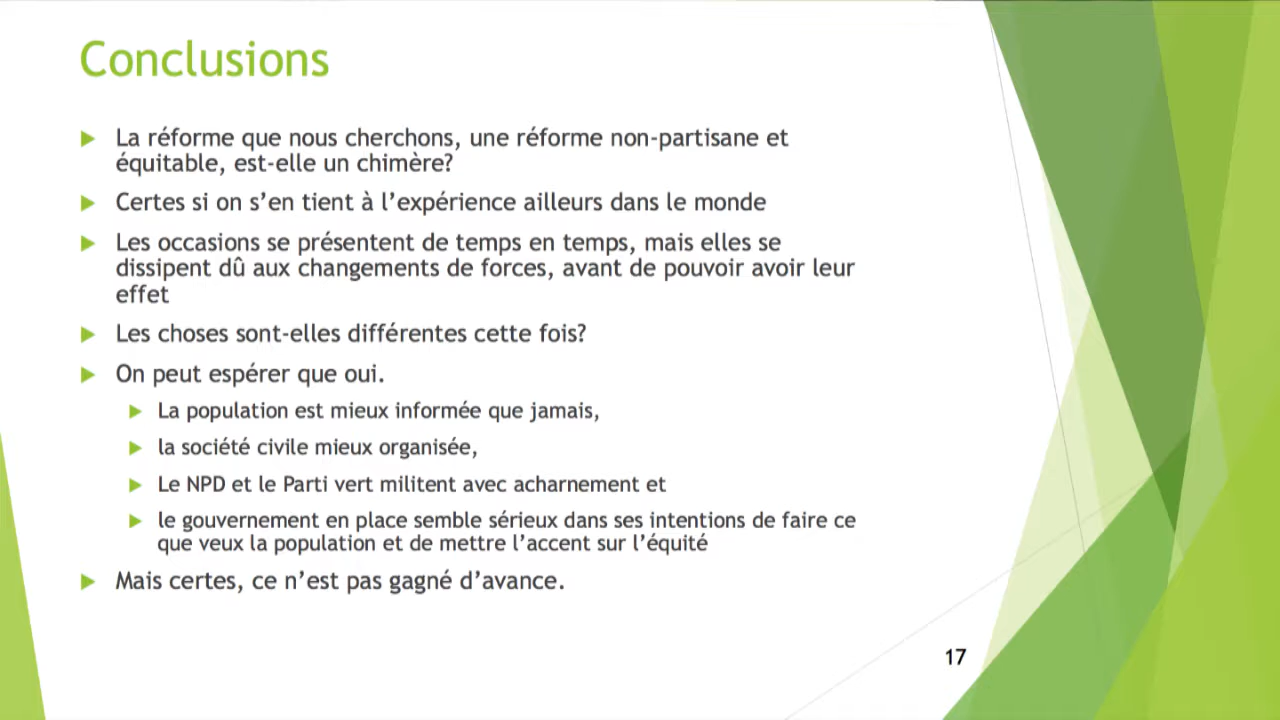 Conclusions
La réforme que nous cherchons, une réforme non-partisane et
équitable, est-elle un chimère?
Certes si on s’en tient à l’expérience ailleurs dans le monde
Les occasions se présentent de temps en temps, mais elles se
dissipent dû aux changements de forces, avant de pouvoir avoir leur
effet
Les choses sont-elles différentes cette fois?
On peut espérer que oui.
La population est mieux informée que jamais,
la société civile mieux organisée,
Le NPD et le Parti vert militent avec acharnement et
le gouvernement en place semble sérieux dans ses intentions de faire ce
que veux la population et de mettre l’accent sur l’équité
Mais certes, ce n’est pas gagné d’avance.
17